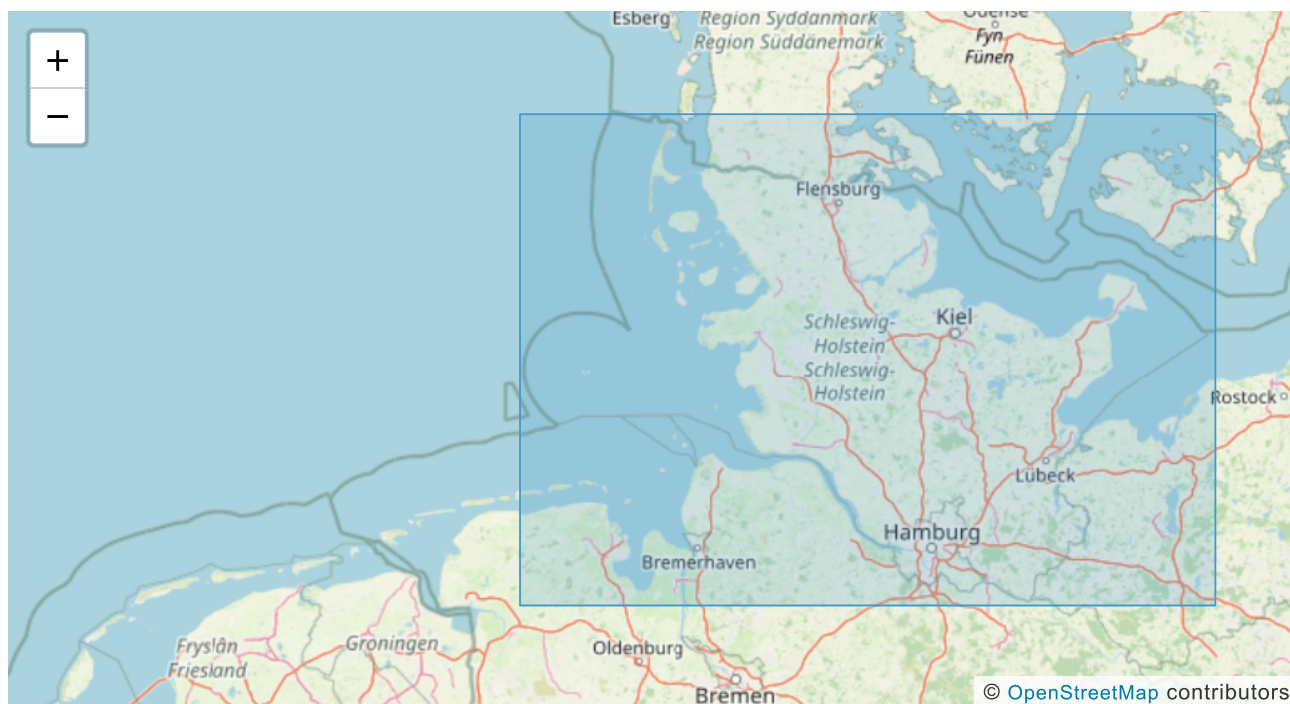 +
−
Esberg
Region Syddanmark
Region Süddänemark
Odense
Fyn
Fünen
Flensburg
Schleswig-
Holstein
Schleswig-
Holstein
Kiel
Rostock
Lübeck
Hamburg
Bremerhaven
Fryslân
Friesland
Groningen
Oldenburg
Bremen
© OpenStreetMap contributors